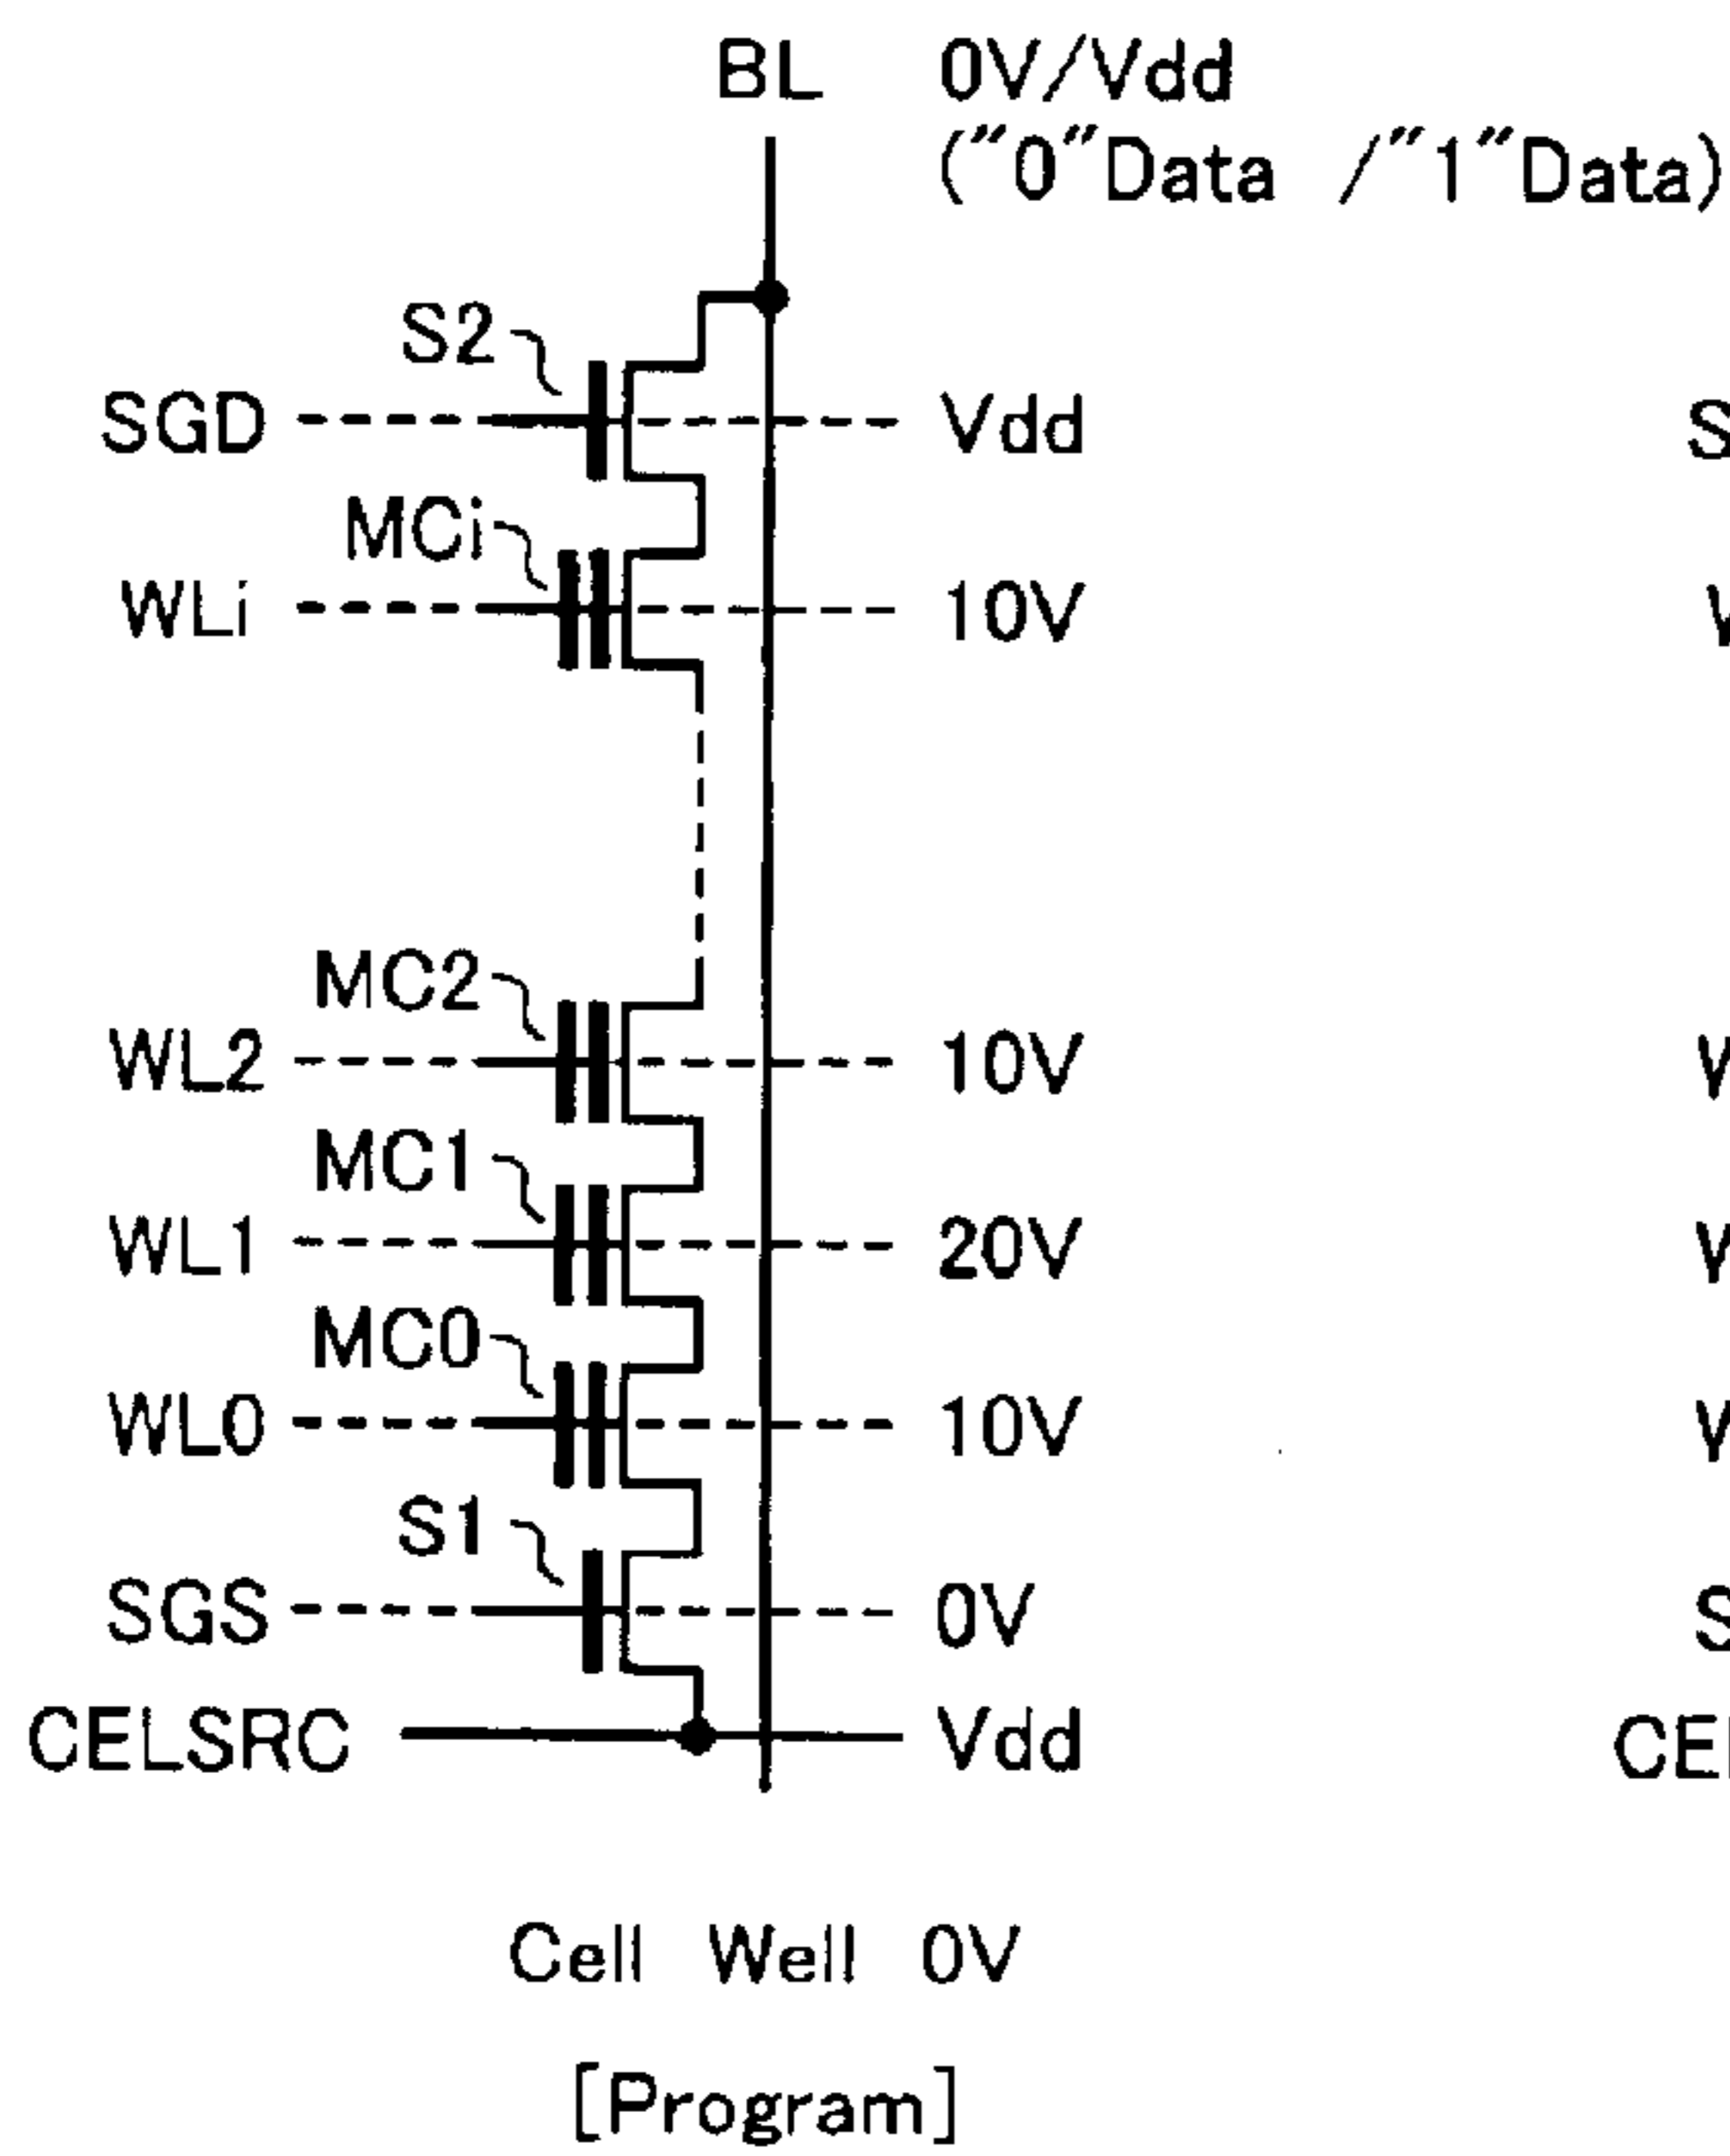 BL 0V/Vdd
("0"Data /"1"Data)
S2
SGD Vdd
MCi
WLi 10V
MC2
WL2 10V
MC1
WL1 20V
MC0
WL0 10V
S1
SGS 0V
CELSRC Vdd
Cell Well 0V
[Program]